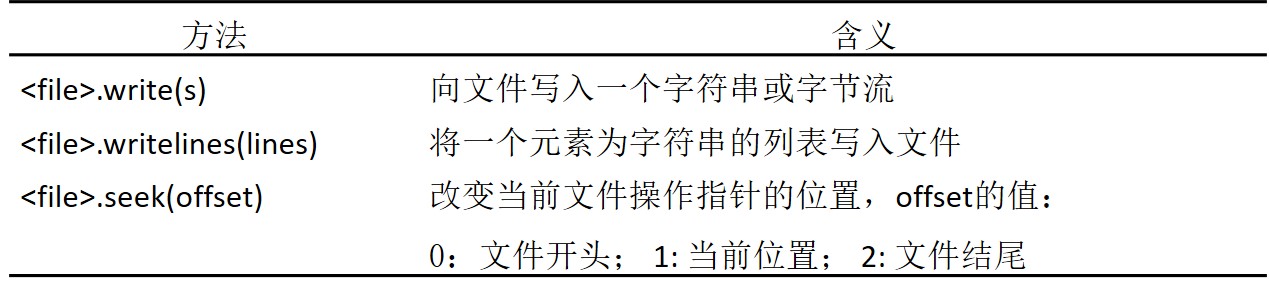 方法 含义
<file>.write(s) 向文件写入一个字符串或字节流
<file>.writelines(lines) 将一个元素为字符串的列表写入文件
<file>.seek(offset) 改变当前文件操作指针的位置，offset的值：
0：文件开头； 1: 当前位置； 2: 文件结尾